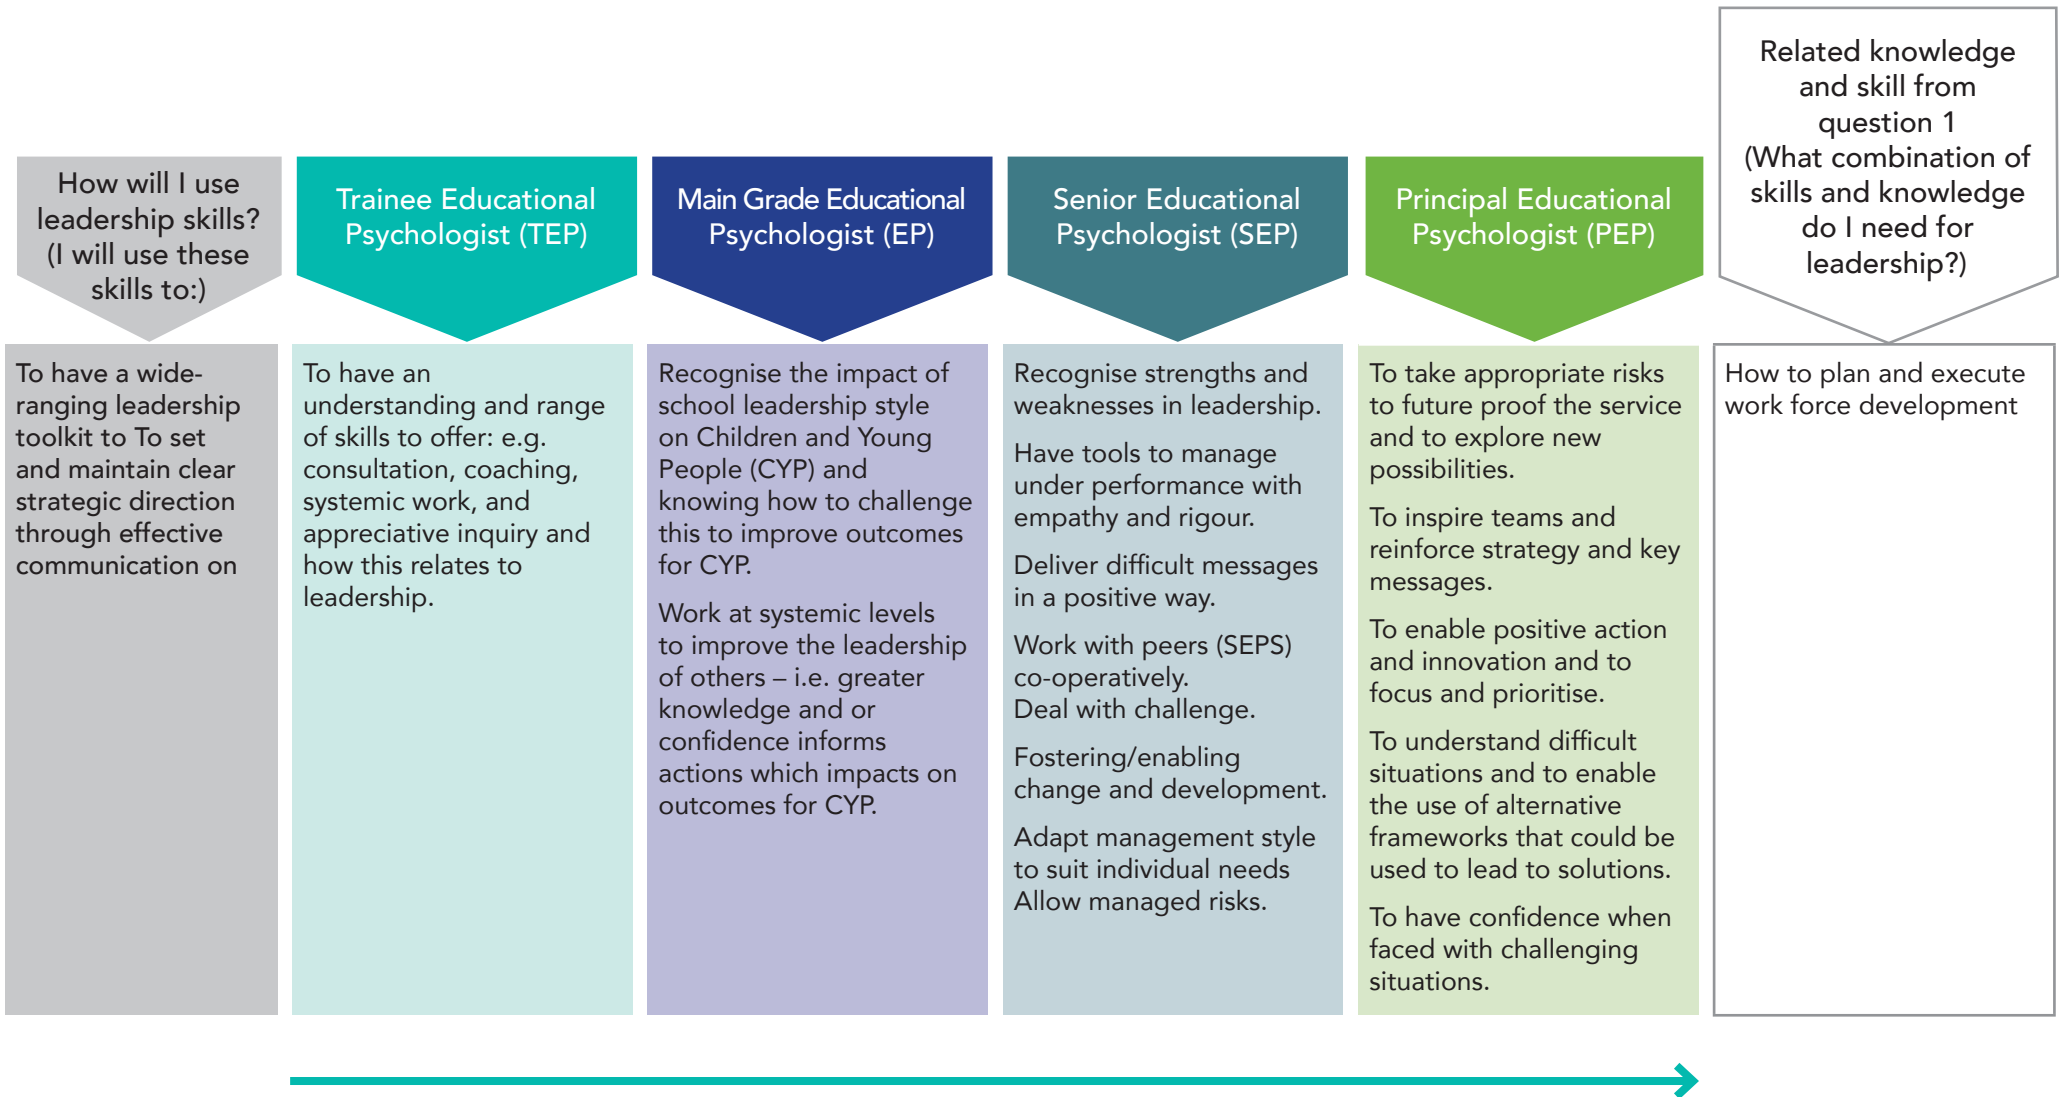 How will I use
leadership skills?
(I will use these
skills to:)
Trainee Educational
Psychologist (TEP)
Main Grade Educational
Psychologist (EP)
Senior Educational
Psychologist (SEP)
Principal Educational
Psychologist (PEP)
Related knowledge
and skill from
question 1
(What combination of
skills and knowledge
do I need for
leadership?)
To have a wide-
ranging leadership
toolkit to To set
and maintain clear
strategic direction
through effective
communication on
To have an
understanding and range
of skills to offer: e.g.
consultation, coaching,
systemic work, and
appreciative inquiry and
how this relates to
leadership.
Recognise the impact of
school leadership style
on Children and Young
People (CYP) and
knowing how to challenge
this to improve outcomes
for CYP.
Work at systemic levels
to improve the leadership
of others – i.e. greater
knowledge and or
confidence informs
actions which impacts on
outcomes for CYP.
Recognise strengths and
weaknesses in leadership.
Have tools to manage
under performance with
empathy and rigour.
Deliver difficult messages
in a positive way.
Work with peers (SEPS)
co-operatively.
Deal with challenge.
Fostering/enabling
change and development.
Adapt management style
to suit individual needs
Allow managed risks.
To take appropriate risks
to future proof the service
and to explore new
possibilities.
To inspire teams and
reinforce strategy and key
messages.
To enable positive action
and innovation and to
focus and prioritise.
To understand difficult
situations and to enable
the use of alternative
frameworks that could be
used to lead to solutions.
To have confidence when
faced with challenging
situations.
How to plan and execute
work force development